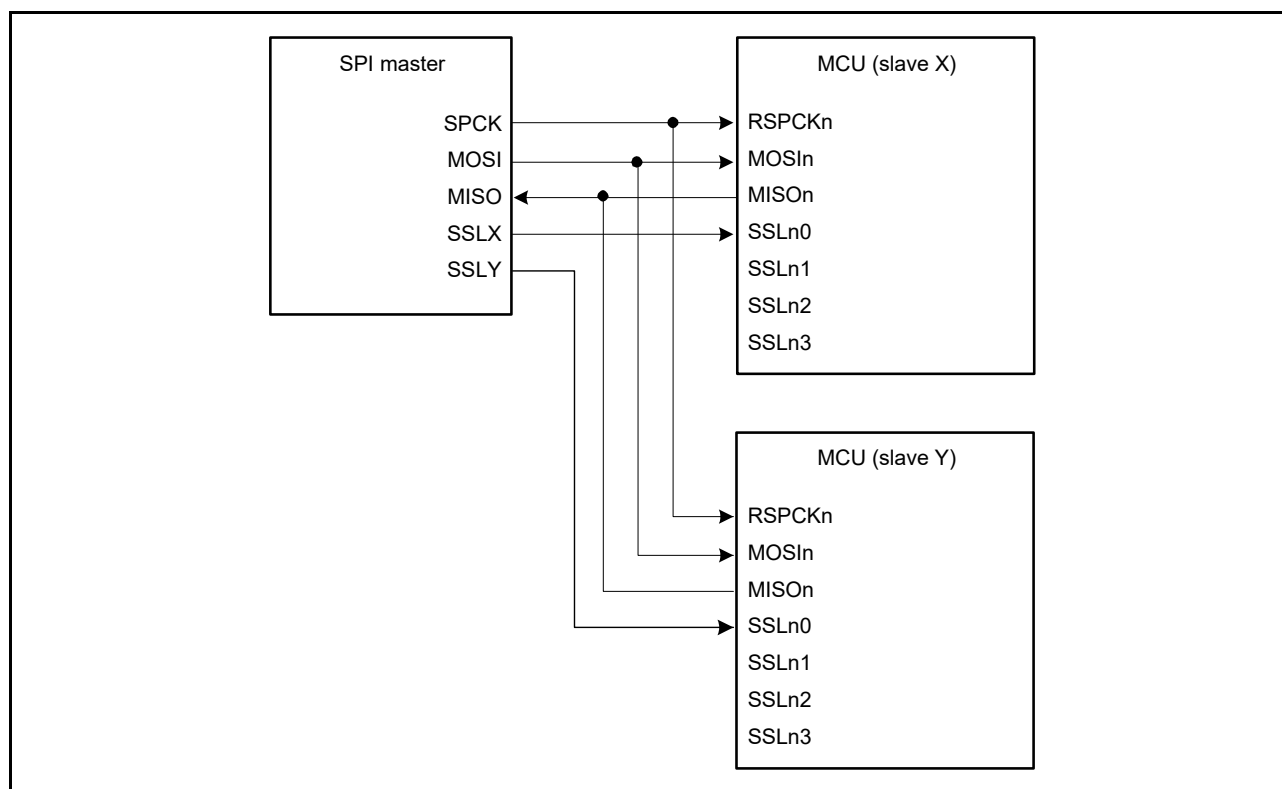 SPI master
SPCK
MOSI
MISO
SSLX
SSLY
MCU (slave X)
RSPCKn
MOSIn
MISOn
SSLn0
SSLn1
SSLn2
SSLn3
MCU (slave Y)
RSPCKn
MOSIn
MISOn
SSLn0
SSLn1
SSLn2
SSLn3